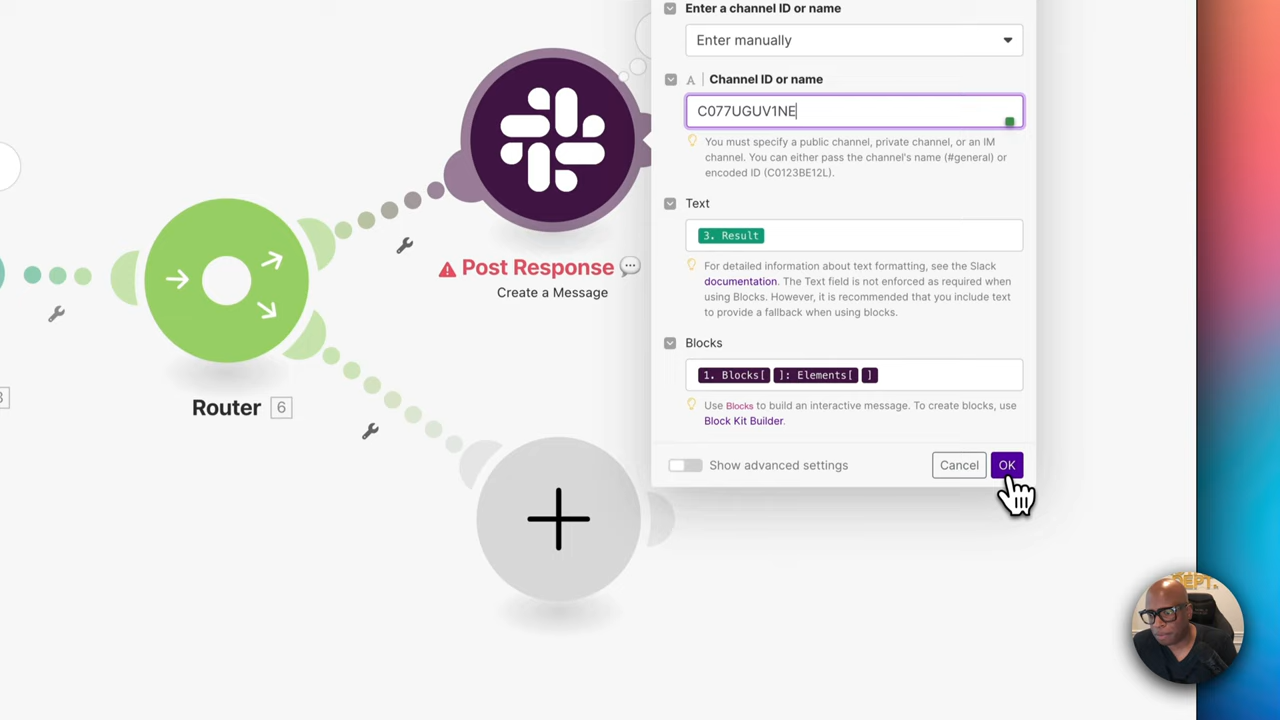 Enter a channel ID or name
Enter manually
A | Channel ID or name
C077UGUV1NE
You must specify a public channel, private channel, or an IM
channel. You can either pass the channel's name (#general) or
encoded ID (C0123BE12L).
Text
3. Result
For detailed information about text formatting, see the Slack
documentation. The Text field is not enforced as required when
using Blocks. However, it is recommended that you include text
to provide a fallback when using blocks.
Blocks
1. Blocks[ ]: Elements[ ]
Use Blocks to build an interactive message. To create blocks, use
Block Kit Builder.
Show advanced settings
Cancel
OK
Post Response
Create a Message
Router 6
3
DEPT.